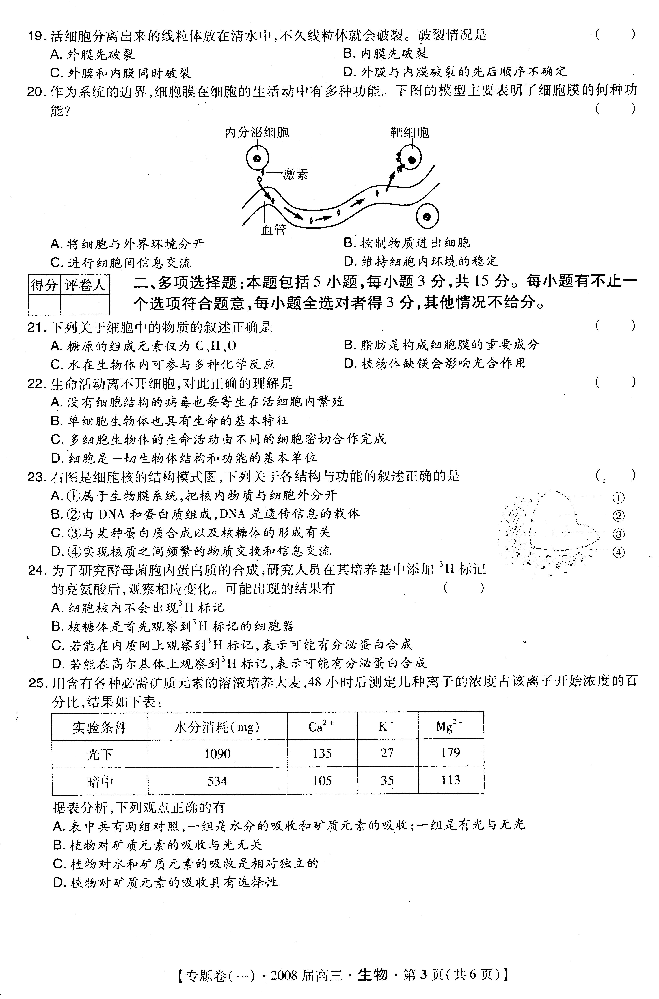 19. 活细胞分离出来的线粒体放在清水中,不久线粒体就会破裂。破裂情况是 (    )
A. 外膜先破裂 B. 内膜先破裂
C. 外膜和内膜同时破裂 D. 外膜与内膜破裂的先后顺序不确定
20. 作为系统的边界,细胞膜在细胞的生活动中有多种功能。下图的模型主要表明了细胞膜的何种功
能? (    )
内分泌细胞 靶细胞
激素
血管
A. 将细胞与外界环境分开 B. 控制物质进出细胞
C. 进行细胞间信息交流 D. 维持细胞内环境的稳定
得分 评卷人
二、多项选择题:本题包括5小题,每小题3分,共15分。每小题有不止一
个选项符合题意,每小题全选对者得3分,其他情况不给分。
21. 下列关于细胞中的物质的叙述正确是 (    )
A. 糖原的组成元素仅为 C、H、O B. 脂肪是构成细胞膜的重要成分
C. 水在生物体内可参与多种化学反应 D. 植物体缺镁会影响光合作用
22. 生命活动离不开细胞,对此正确的理解是 (    )
A. 没有细胞结构的病毒也要寄生在活细胞内繁殖
B. 单细胞生物体也具有生命的基本特征
C. 多细胞生物体的生命活动由不同的细胞密切合作完成
D. 细胞是一切生物体结构和功能的基本单位
23. 右图是细胞核的结构模式图,下列关于各结构与功能的叙述正确的是 (    )
A. ①属于生物膜系统,把核内物质与细胞外分开
B. ②由 DNA 和蛋白质组成,DNA 是遗传信息的载体
C. ③与某种蛋白质合成以及核糖体的形成有关
D. ④实现核质之间频繁的物质交换和信息交流
①
②
③
④
24. 为了研究酵母菌胞内蛋白质的合成,研究人员在其培养基中添加 ³H 标记
的亮氨酸后,观察相应变化。可能出现的结果有 (    )
A. 细胞核内不会出现³H 标记
B. 核糖体是首先观察到³H 标记的细胞器
C. 若能在内质网上观察到³H 标记,表示可能有分泌蛋白合成
D. 若能在高尔基体上观察到³H 标记,表示可能有分泌蛋白合成
25. 用含有各种必需矿质元素的溶液培养大麦,48 小时后测定几种离子的浓度占该离子开始浓度的百
分比,结果如下表:
实验条件 水分消耗(mg) Ca²⁺ K⁺ Mg²⁺
光下 1090 135 27 179
暗中 534 105 35 113
据表分析,下列观点正确的有
A. 表中共有两组对照,一组是水分的吸收和矿质元素的吸收;一组是有光与无光
B. 植物对矿质元素的吸收与光无关
C. 植物对水和矿质元素的吸收是相对独立的
D. 植物对矿质元素的吸收具有选择性
【专题卷(一)·2008届高三·生物·第3页(共6页)】